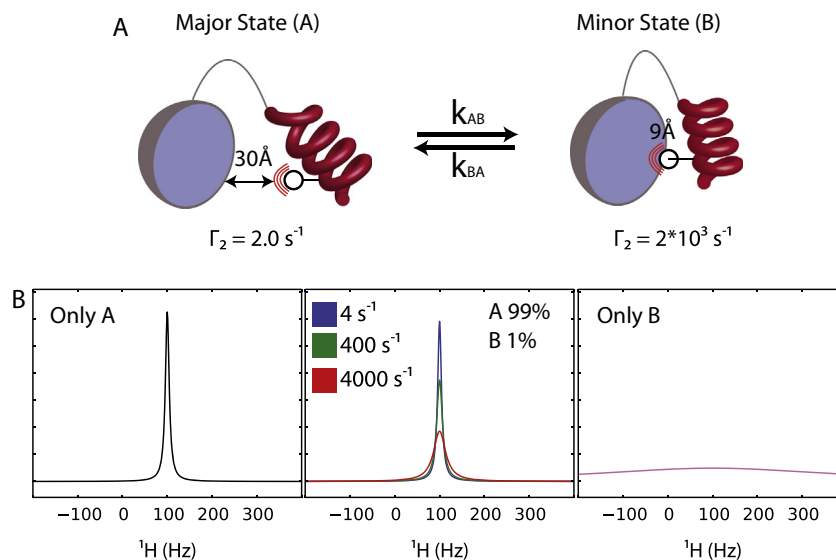 A
Major State (A)
Minor State (B)
30Å
k_AB
k_BA
9Å
Γ₂ = 2.0 s⁻¹
Γ₂ = 2*10³ s⁻¹
B
Only A
4 s⁻¹
400 s⁻¹
4000 s⁻¹
A 99%
B 1%
Only B
−100 0 100 200 300
−100 0 100 200 300
−100 0 100 200 300
¹H (Hz)
¹H (Hz)
¹H (Hz)